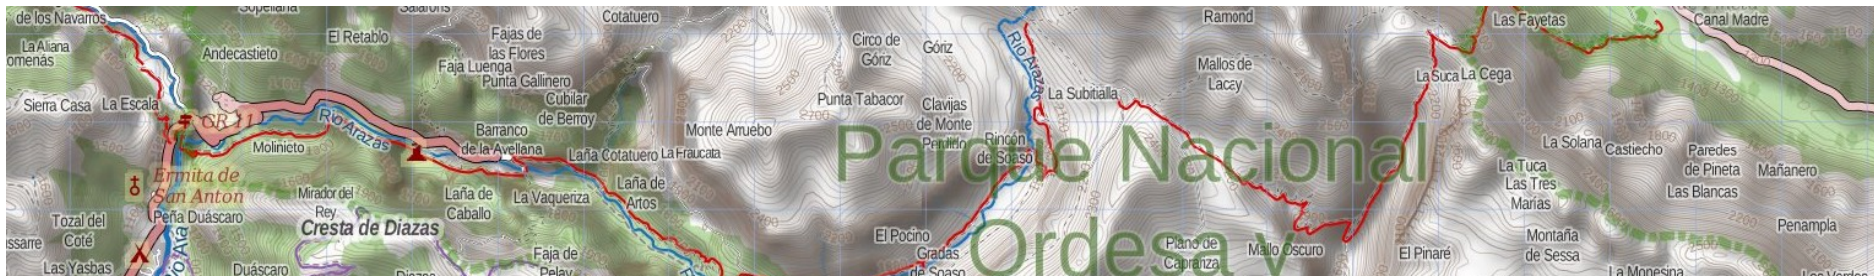 de los Navarros
Sopeliana
Salarons
Cotatuero
Ramond
Las Fayetas
Canal Madre
La Aliana
El Retablo
Andecastieto
Fajas de
las Flores
Faja Luenga
Punta Gallinero
Circo de
Góriz
Góriz
Río Arazas
Mallos de
Lacay
La Suca
La Cega
Sierra Casa
La Escala
GR 11
Río Arazas
Cubilar
de Berroy
Punta Tabacor
2700
Clavijas
de Monte
Perdido
La Subitialla
Molinieto
Barranco
de la Avellana
Laña Cotatuero
La Fraucata
Monte Arruebo
Rincón
de Soaso
Parque Nacional
La Solana
Castiecho
Paredes
de Pineta
Mañanero
Ermita de
San Anton
Mirador del
Rey
Laña de
Caballo
La Vaqueriza
Laña de
Artos
La Tuca
Las Tres
Marías
Las Blancas
Tozal del
Coté
Peña Duáscaro
Cresta de Diazas
El Pocino
Ordesa y
Penampla
Las Yasbas
Duáscaro
Diazas
Faja de
Pelay
Gradas
de Soaso
Plano de
Capranza
Mallo Oscuro
El Pinaré
Montaña
de Sessa
La Monesina